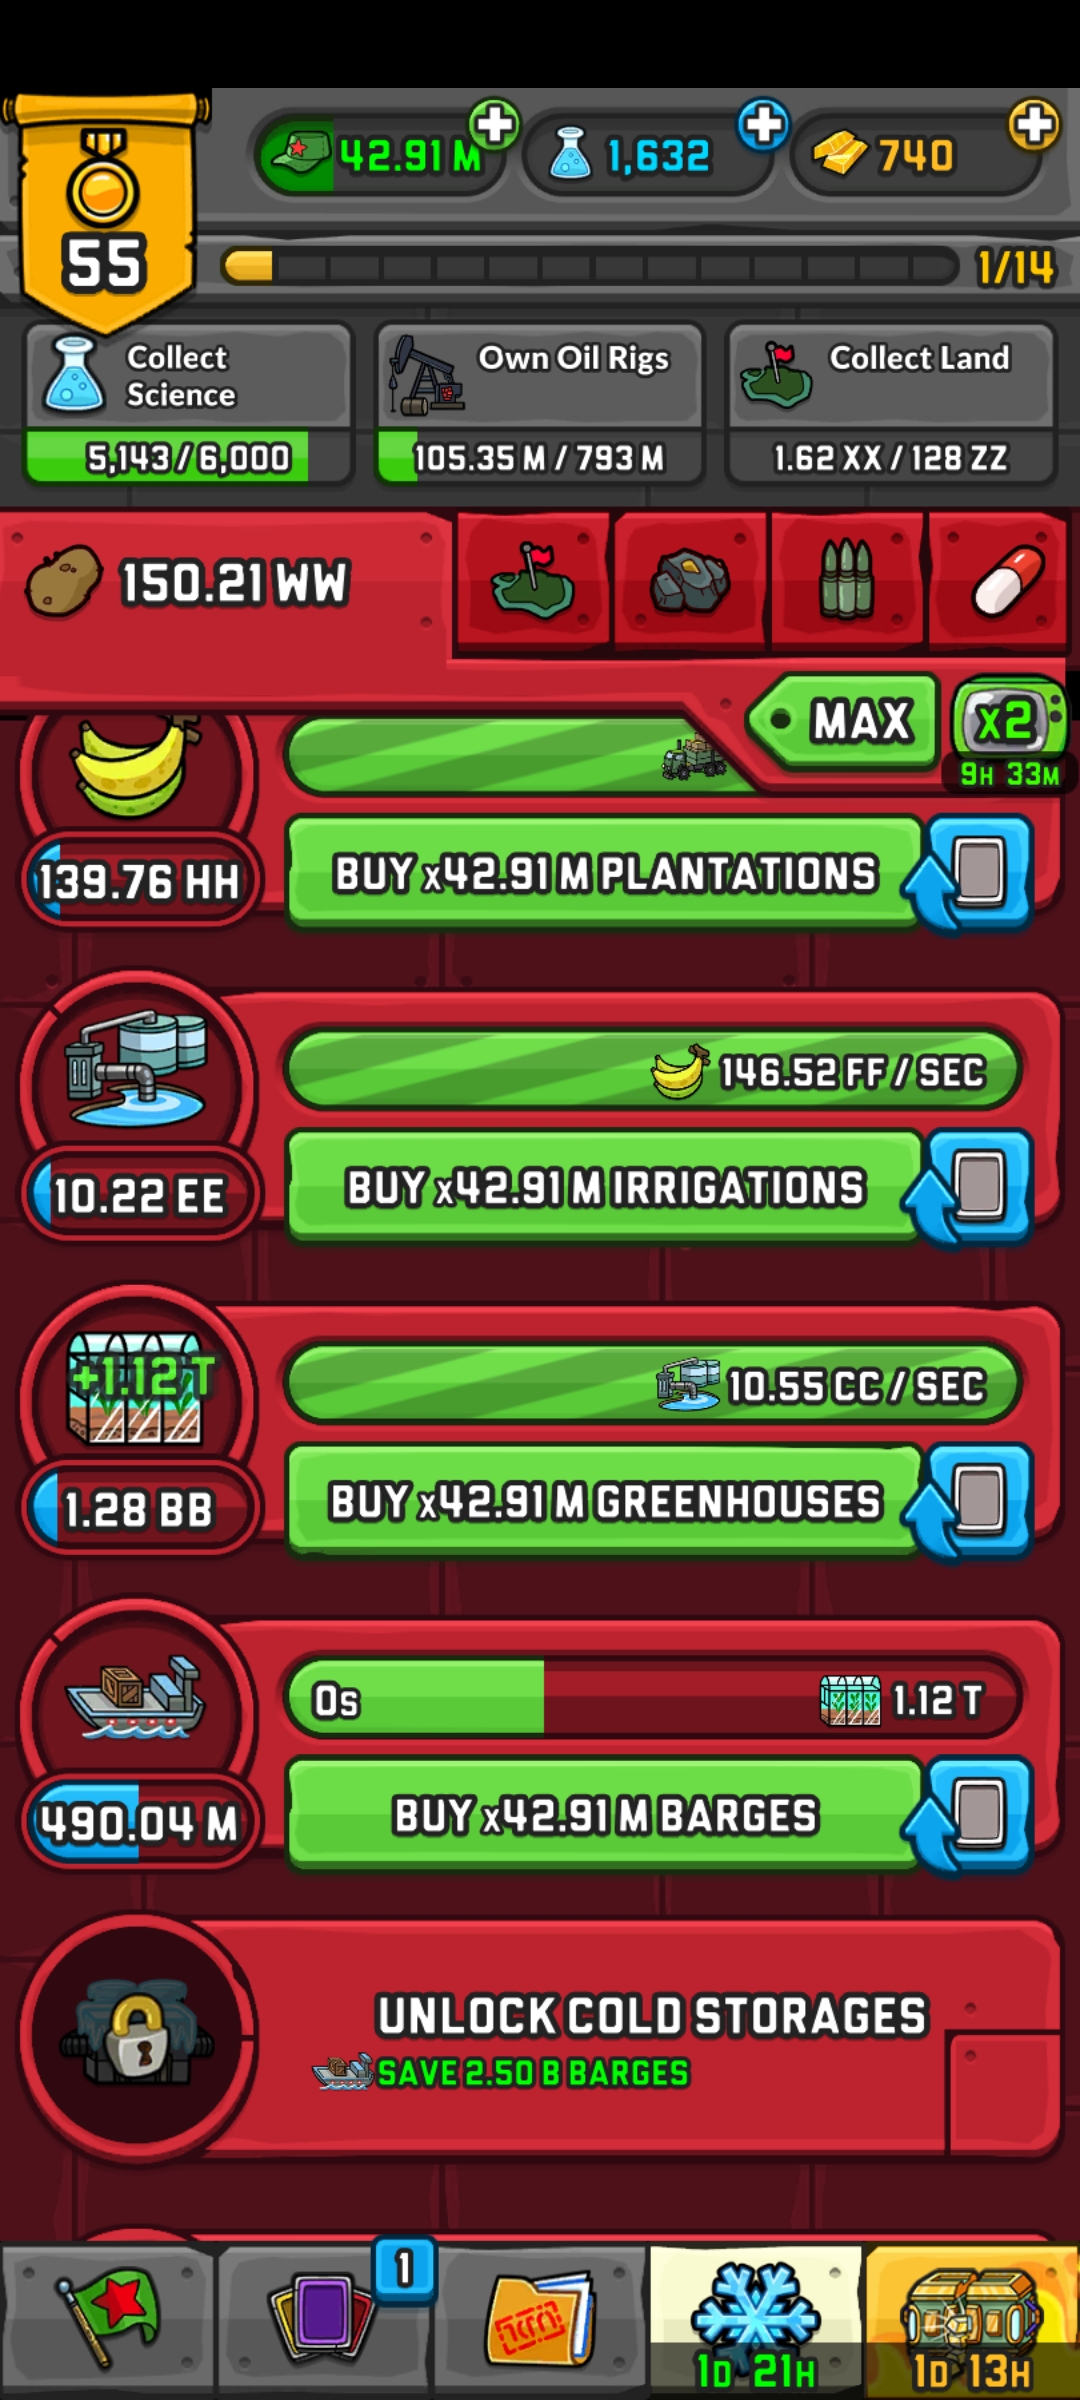 42.91 M
1,632
740
55
1/14
Collect
Science
5,143 / 6,000
Own Oil Rigs
105.35 M / 793 M
Collect Land
1.62 XX / 128 ZZ
150.21 WW
MAX
X2
9H 33M
139.76 HH
BUY x42.91 M PLANTATIONS
146.52 FF / SEC
10.22 EE
BUY x42.91 M IRRIGATIONS
+1.12 T
10.55 CC / SEC
1.28 BB
BUY x42.91 M GREENHOUSES
0s
1.12 T
490.04 M
BUY x42.91 M BARGES
UNLOCK COLD STORAGES
SAVE 2.50 B BARGES
1
1D 21H
1D 13H